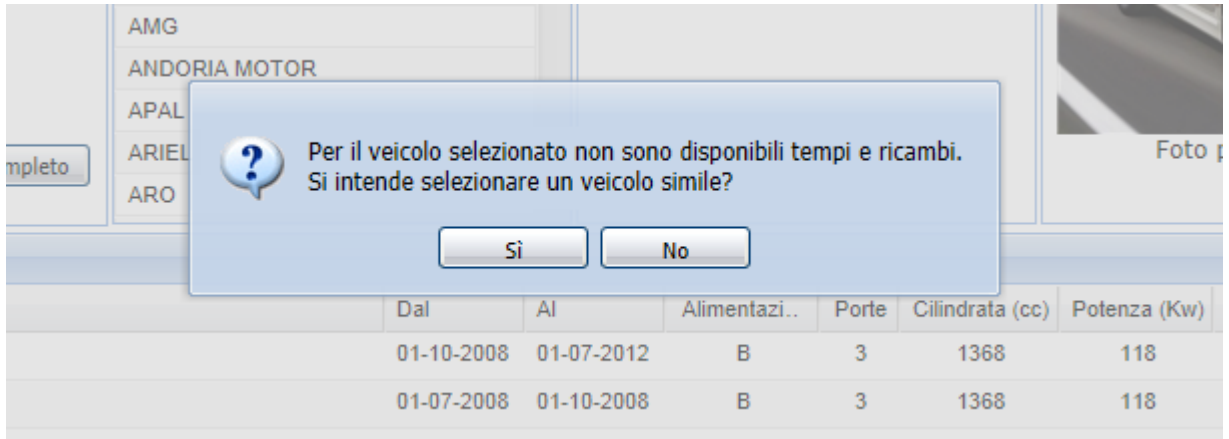 AMG
ANDORIA MOTOR
APAL
ARIEL
ARO
mpleto
Foto p
?
Per il veicolo selezionato non sono disponibili tempi e ricambi.
Si intende selezionare un veicolo simile?
Sì No
Dal Al Alimentazi.. Porte Cilindrata (cc) Potenza (Kw)
01-10-2008 01-07-2012 B 3 1368 118
01-07-2008 01-10-2008 B 3 1368 118